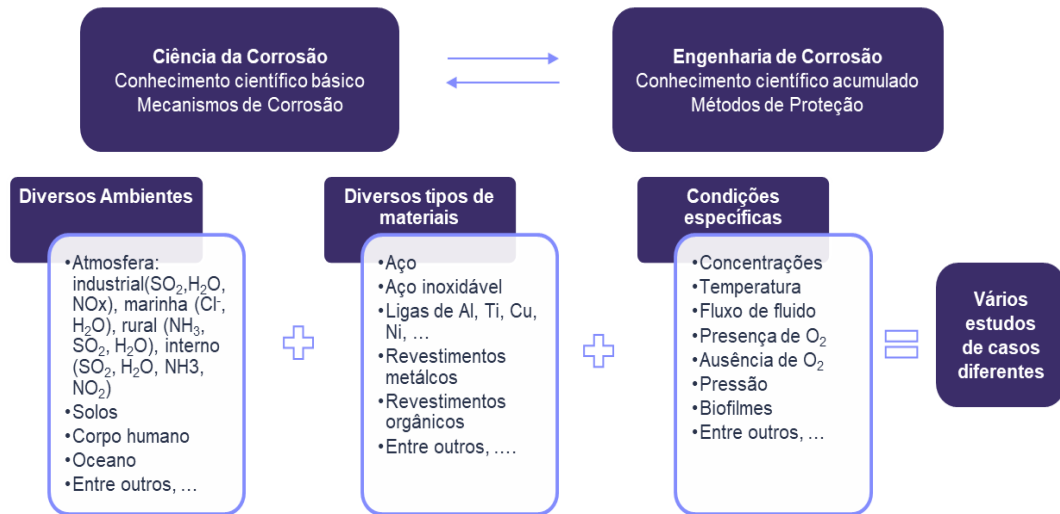 Ciência da Corrosão
Conhecimento científico básico
Mecanismos de Corrosão
Engenharia de Corrosão
Conhecimento científico acumulado
Métodos de Proteção
Diversos Ambientes
•Atmosfera:
industrial(SO₂,H₂O,
NOx), marinha (Cl⁻,
H₂O), rural (NH₃,
SO₂, H₂O), interno
(SO₂, H₂O, NH3,
NO₂)
•Solos
•Corpo humano
•Oceano
•Entre outros, …
Diversos tipos de
materiais
•Aço
•Aço inoxidável
•Ligas de Al, Ti, Cu,
Ni, …
•Revestimentos
metálcos
•Revestimentos
orgânicos
•Entre outros, ….
Condições
específicas
•Concentrações
•Temperatura
•Fluxo de fluido
•Presença de O₂
•Ausência de O₂
•Pressão
•Biofilmes
•Entre outros, …
Vários
estudos
de casos
diferentes